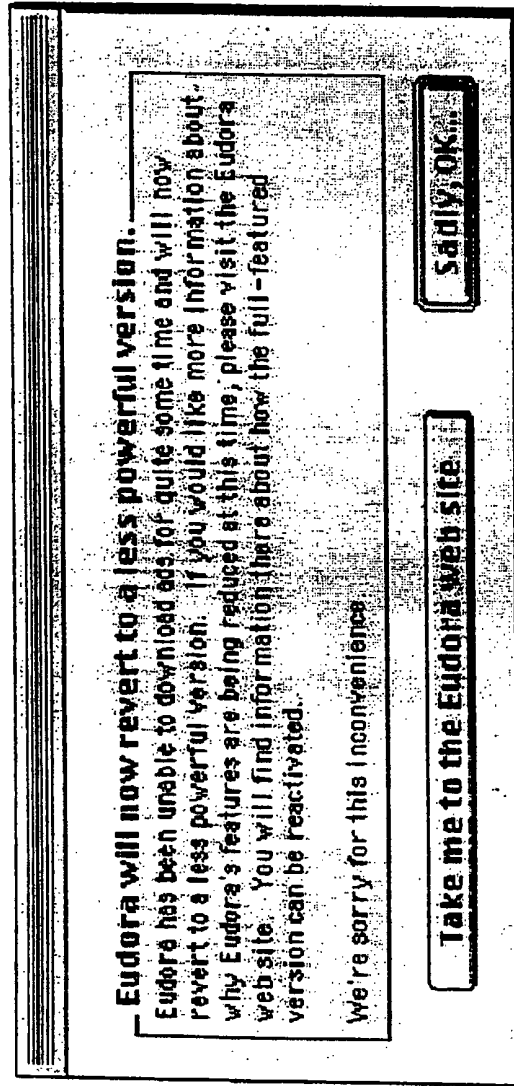 Eudora will now revert to a less powerful version.
Eudora has been unable to download ads for quite some time and will now
revert to a less powerful version. If you would like more information about
why Eudora's features are being reduced at this time, please visit the Eudora
web site. You will find information there about how the full-featured
version can be reactivated.
We're sorry for this inconvenience
Take me to the Eudora web site
Sadly, OK...